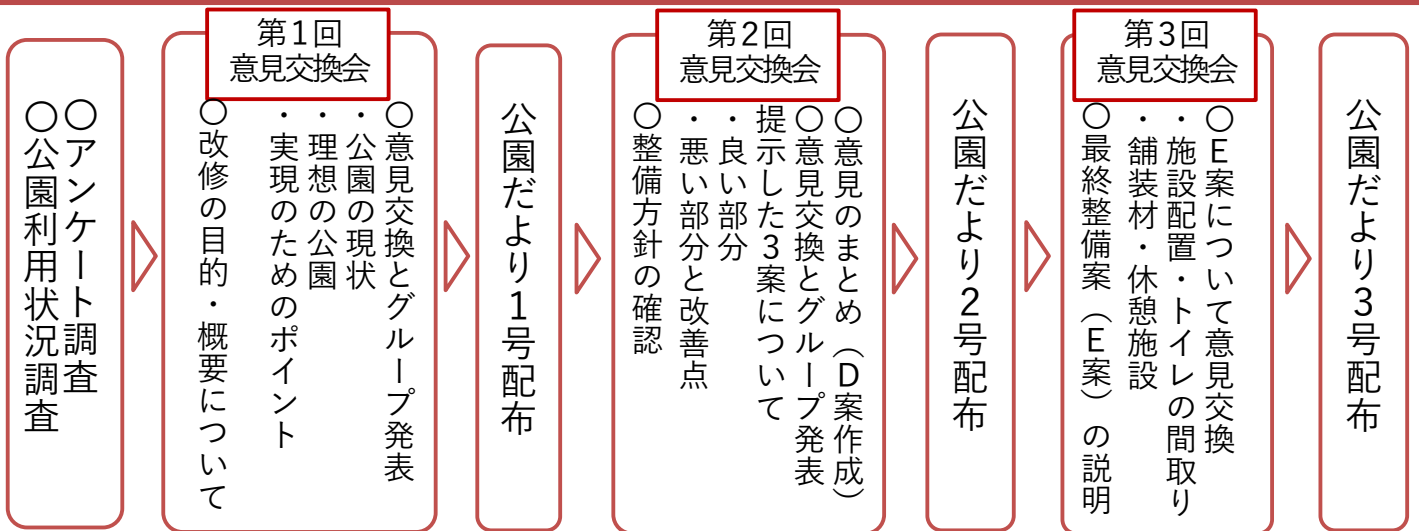 ○アンケート調査
○公園利用状況調査
第1回
意見交換会
○意見交換とグループ発表
・公園の現状
・理想の公園
・実現のためのポイント
○改修の目的・概要について
公園だより1号配布
第2回
意見交換会
○意見のまとめ（D案作成）
○意見交換とグループ発表
提示した3案について
・良い部分
・悪い部分と改善点
○整備方針の確認
公園だより2号配布
第3回
意見交換会
○E案について意見交換
・施設配置・トイレの間取り
・舗装材・休憩施設
○最終整備案（E案）の説明
公園だより3号配布